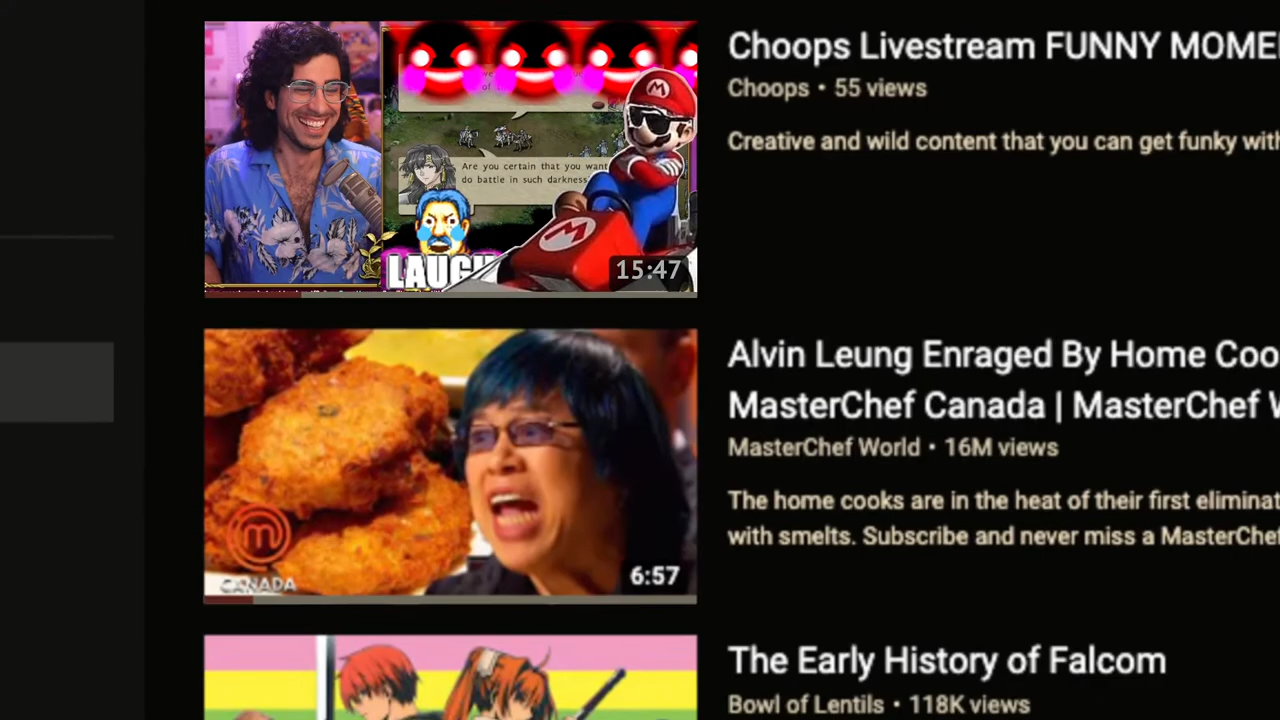 Choops Livestream FUNNY MOME
Choops • 55 views
Creative and wild content that you can get funky with
Are you certain that you want
do battle in such darkness
LAUGH
15:47
Alvin Leung Enraged By Home Coo
MasterChef Canada | MasterChef W
MasterChef World • 16M views
The home cooks are in the heat of their first eliminat
with smelts. Subscribe and never miss a MasterChef
CANADA
6:57
The Early History of Falcom
Bowl of Lentils • 118K views